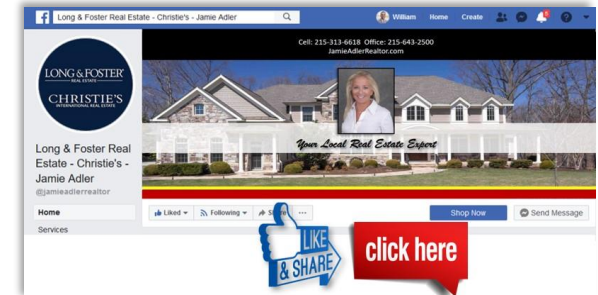 Long & Foster Real Estate - Christie's - Jamie Adler
William
Home
Create
Cell: 215-313-6618 Office: 215-643-2500
JamieAdlerRealtor.com
LONG & FOSTER®
REAL ESTATE
CHRISTIE'S
INTERNATIONAL REAL ESTATE
Your Local Real Estate Expert
Long & Foster Real
Estate - Christie's -
Jamie Adler
@jamieadlerrealtor
Home
Services
Liked
Following
Share
Shop Now
Send Message
LIKE
& SHARE
click here